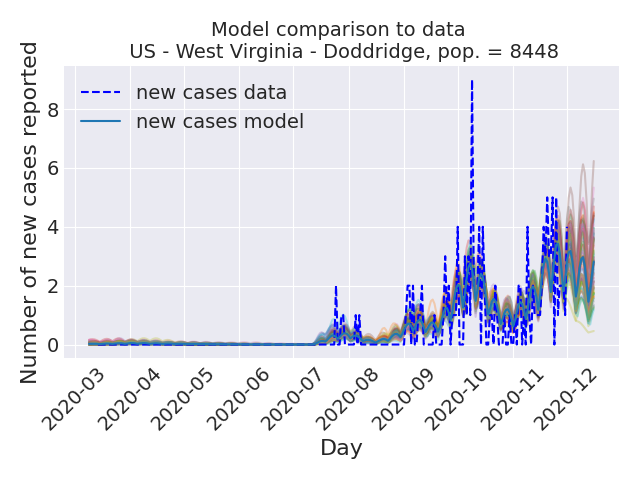 Model comparison to data
US - West Virginia - Doddridge, pop. = 8448
Number of new cases reported
8
6
4
2
0
new cases data
new cases model
2020-03
2020-04
2020-05
2020-06
2020-07
2020-08
2020-09
2020-10
2020-11
2020-12
Day